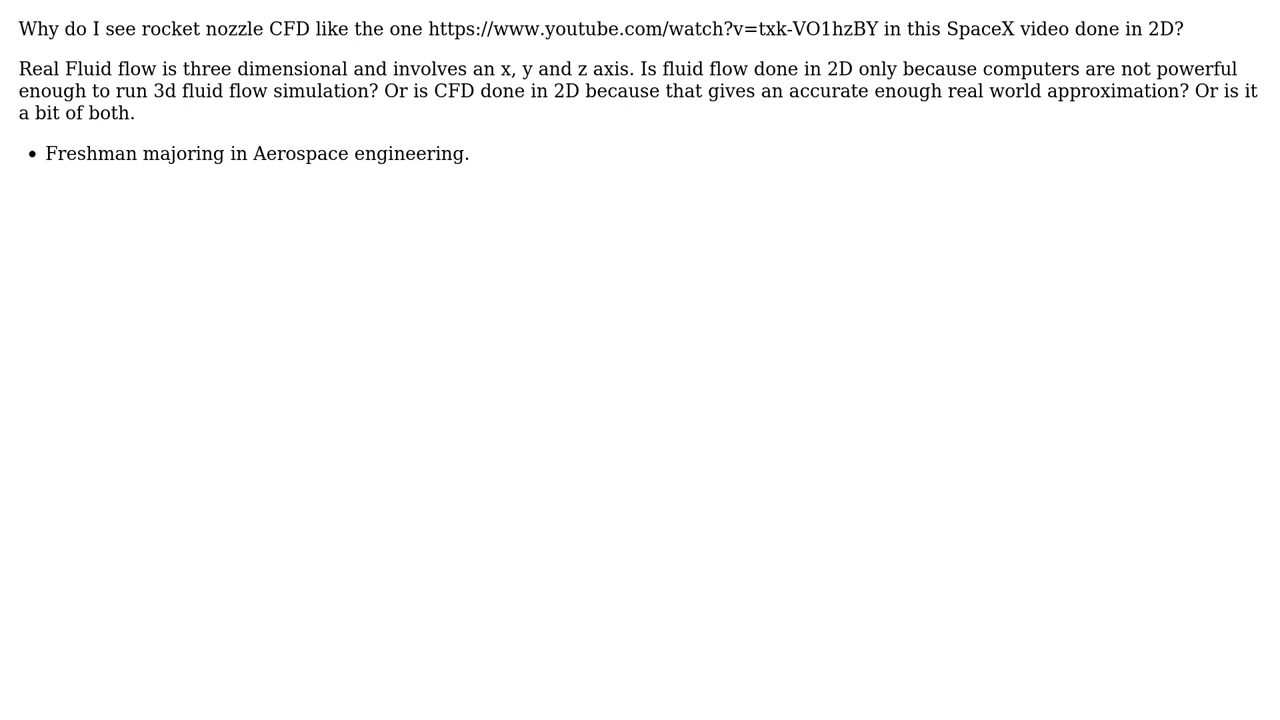 Why do I see rocket nozzle CFD like the one https://www.youtube.com/watch?v=txk-VO1hzBY in this SpaceX video done in 2D?
Real Fluid flow is three dimensional and involves an x, y and z axis. Is fluid flow done in 2D only because computers are not powerful
enough to run 3d fluid flow simulation? Or is CFD done in 2D because that gives an accurate enough real world approximation? Or is it
a bit of both.
• Freshman majoring in Aerospace engineering.